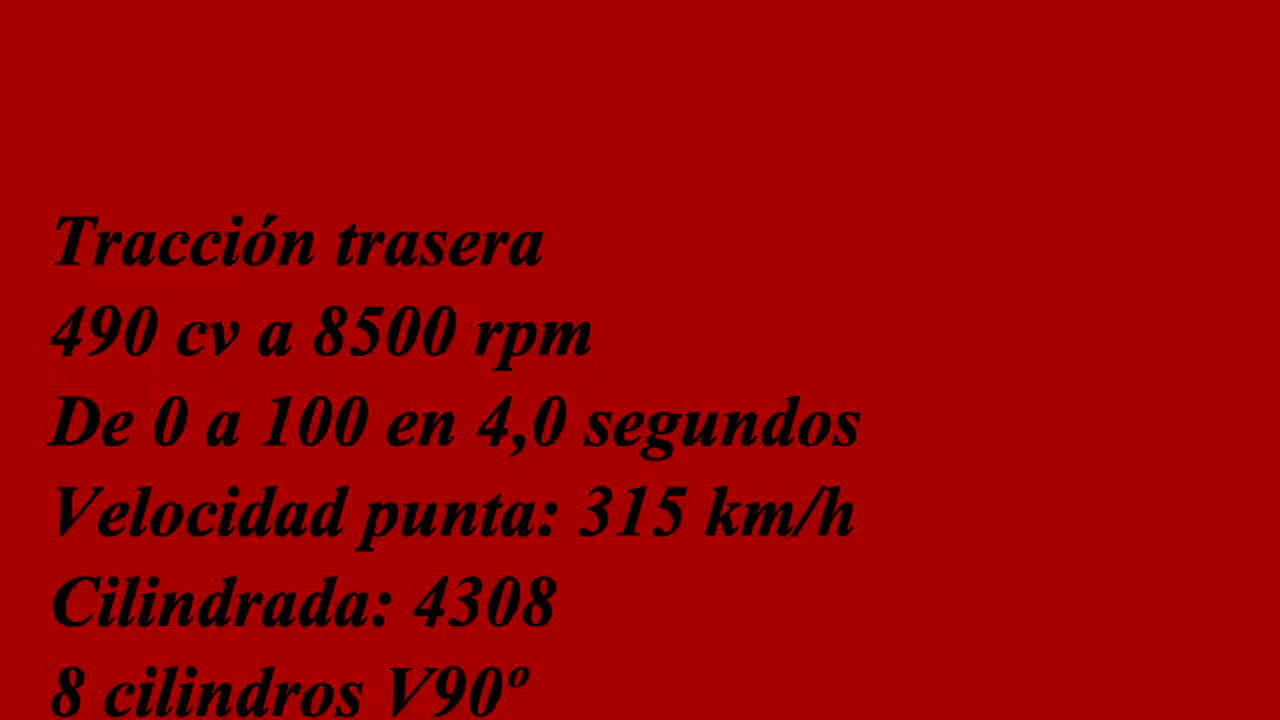 Tracción trasera
490 cv a 8500 rpm
De 0 a 100 en 4,0 segundos
Velocidad punta: 315 km/h
Cilindrada: 4308
8 cilindros V90º